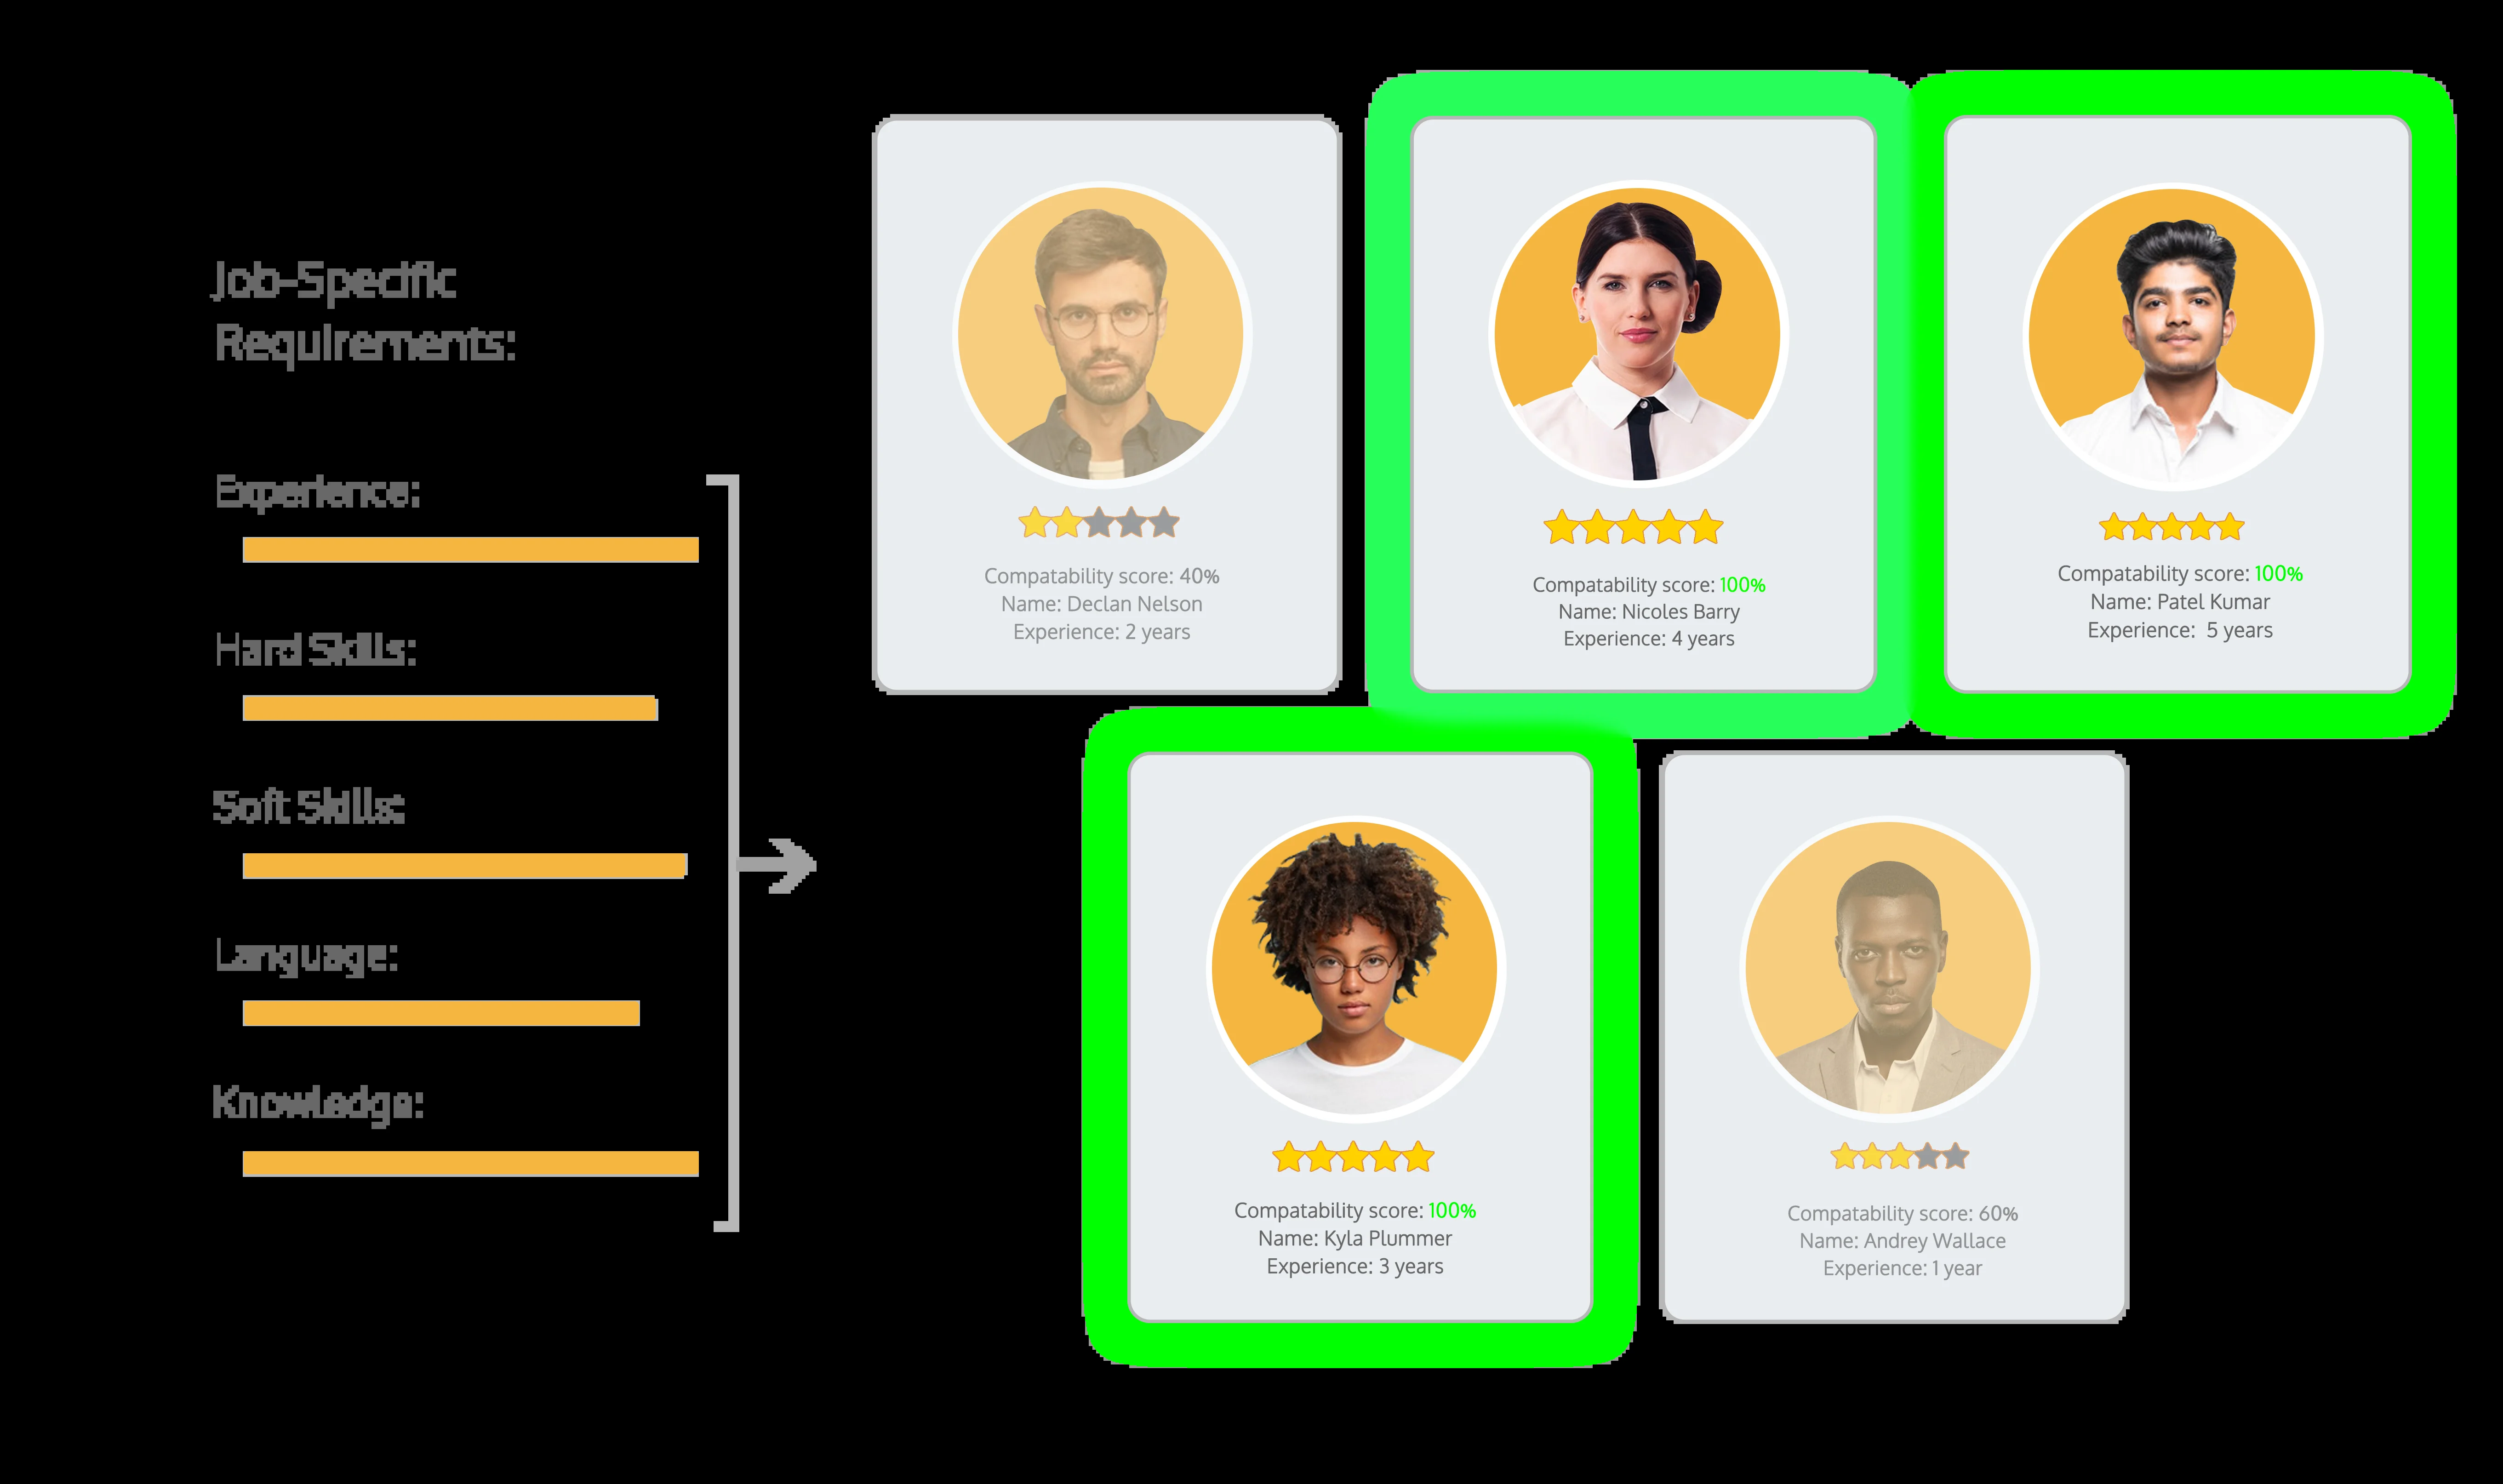 Job-Specific
Requirements:
Experience:
Hard Skills:
Soft Skills:
Language:
Knowledge:
Compatability score: 40%
Name: Declan Nelson
Experience: 2 years
Compatability score: 100%
Name: Nicoles Barry
Experience: 4 years
Compatability score: 100%
Name: Patel Kumar
Experience:  5 years
Compatability score: 100%
Name: Kyla Plummer
Experience: 3 years
Compatability score: 60%
Name: Andrey Wallace
Experience: 1 year